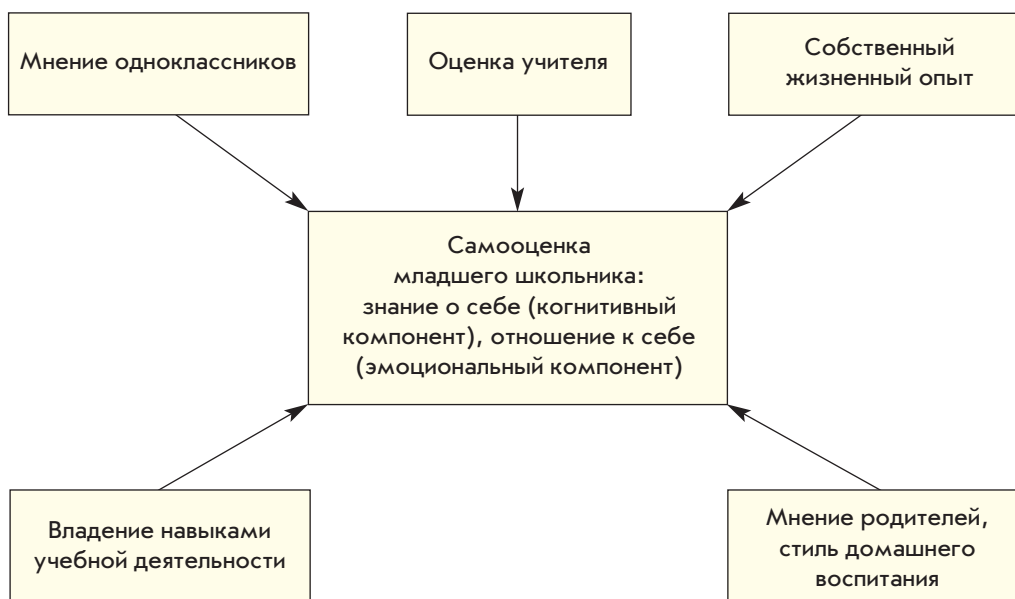 Мнение одноклассников
Оценка учителя
Собственный
жизненный опыт
Самооценка
младшего школьника:
знание о себе (когнитивный
компонент), отношение к себе
(эмоциональный компонент)
Владение навыками
учебной деятельности
Мнение родителей,
стиль домашнего
воспитания